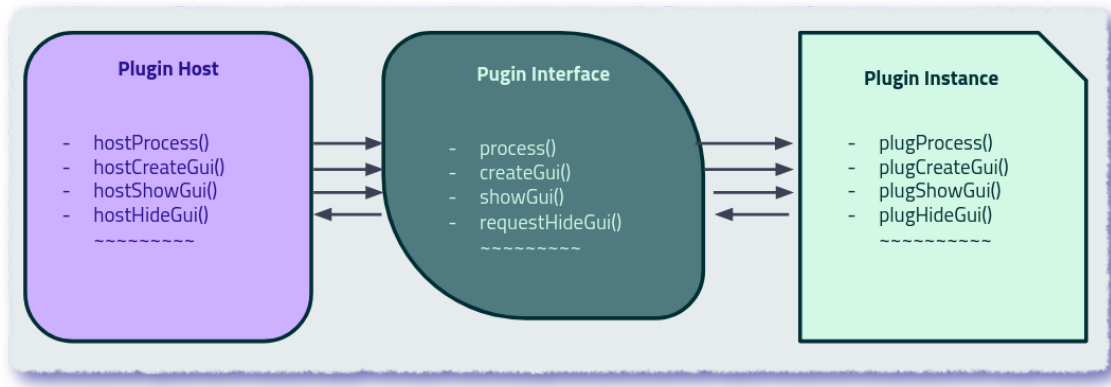 Plugin Host
- hostProcess()
- hostCreateGui()
- hostShowGui()
- hostHideGui()
~~~~~~~~~
Pugin Interface
- process()
- createGui()
- showGui()
- requestHideGui()
~~~~~~~~~
Plugin Instance
- plugProcess()
- plugCreateGui()
- plugShowGui()
- plugHideGui()
~~~~~~~~~~